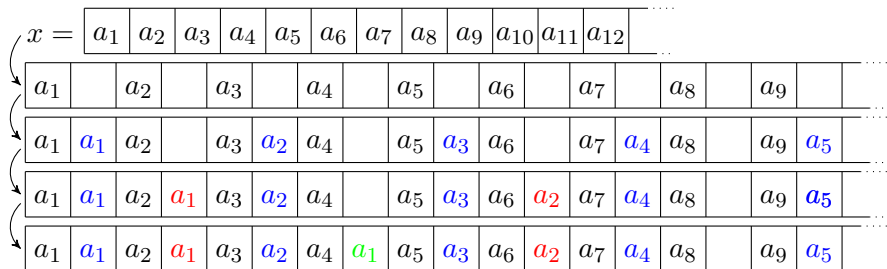 x = a₁ a₂ a₃ a₄ a₅ a₆ a₇ a₈ a₉ a₁₀ a₁₁ a₁₂
a₁ a₂ a₃ a₄ a₅ a₆ a₇ a₈ a₉
a₁ a₁ a₂ a₃ a₂ a₄ a₅ a₃ a₆ a₇ a₄ a₈ a₉ a₅
a₁ a₁ a₂ a₁ a₃ a₂ a₄ a₅ a₃ a₆ a₂ a₇ a₄ a₈ a₉ a₅
a₁ a₁ a₂ a₁ a₃ a₂ a₄ a₁ a₅ a₃ a₆ a₂ a₇ a₄ a₈ a₉ a₅